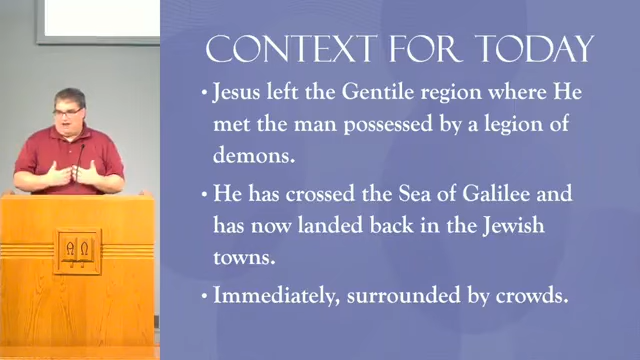 CONTEXT FOR TODAY
• Jesus left the Gentile region where He
met the man possessed by a legion of
demons.
• He has crossed the Sea of Galilee and
has now landed back in the Jewish
towns.
• Immediately, surrounded by crowds.
Α Ω